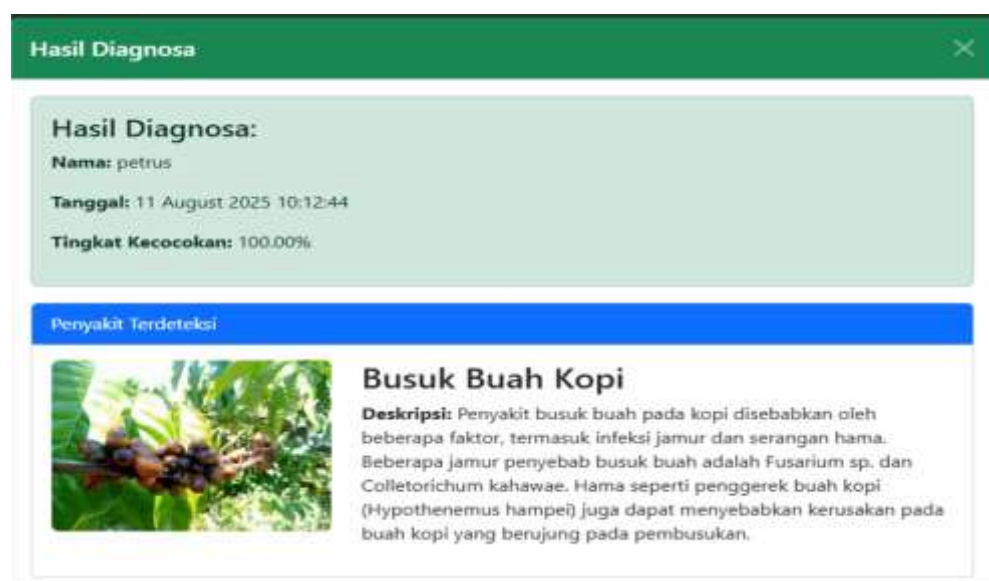 Hasil Diagnosa
Hasil Diagnosa:
Nama: petrus
Tanggal: 11 August 2025 10:12:44
Tingkat Kecocokan: 100.00%
Penyakit Terdeteksi
Busuk Buah Kopi
Deskripsi: Penyakit busuk buah pada kopi disebabkan oleh
beberapa faktor, termasuk infeksi jamur dan serangan hama.
Beberapa jamur penyebab busuk buah adalah Fusarium sp. dan
Colletorichum kahawae. Hama seperti penggerek buah kopi
(Hypothenemus hampei) juga dapat menyebabkan kerusakan pada
buah kopi yang berujung pada pembusukan.